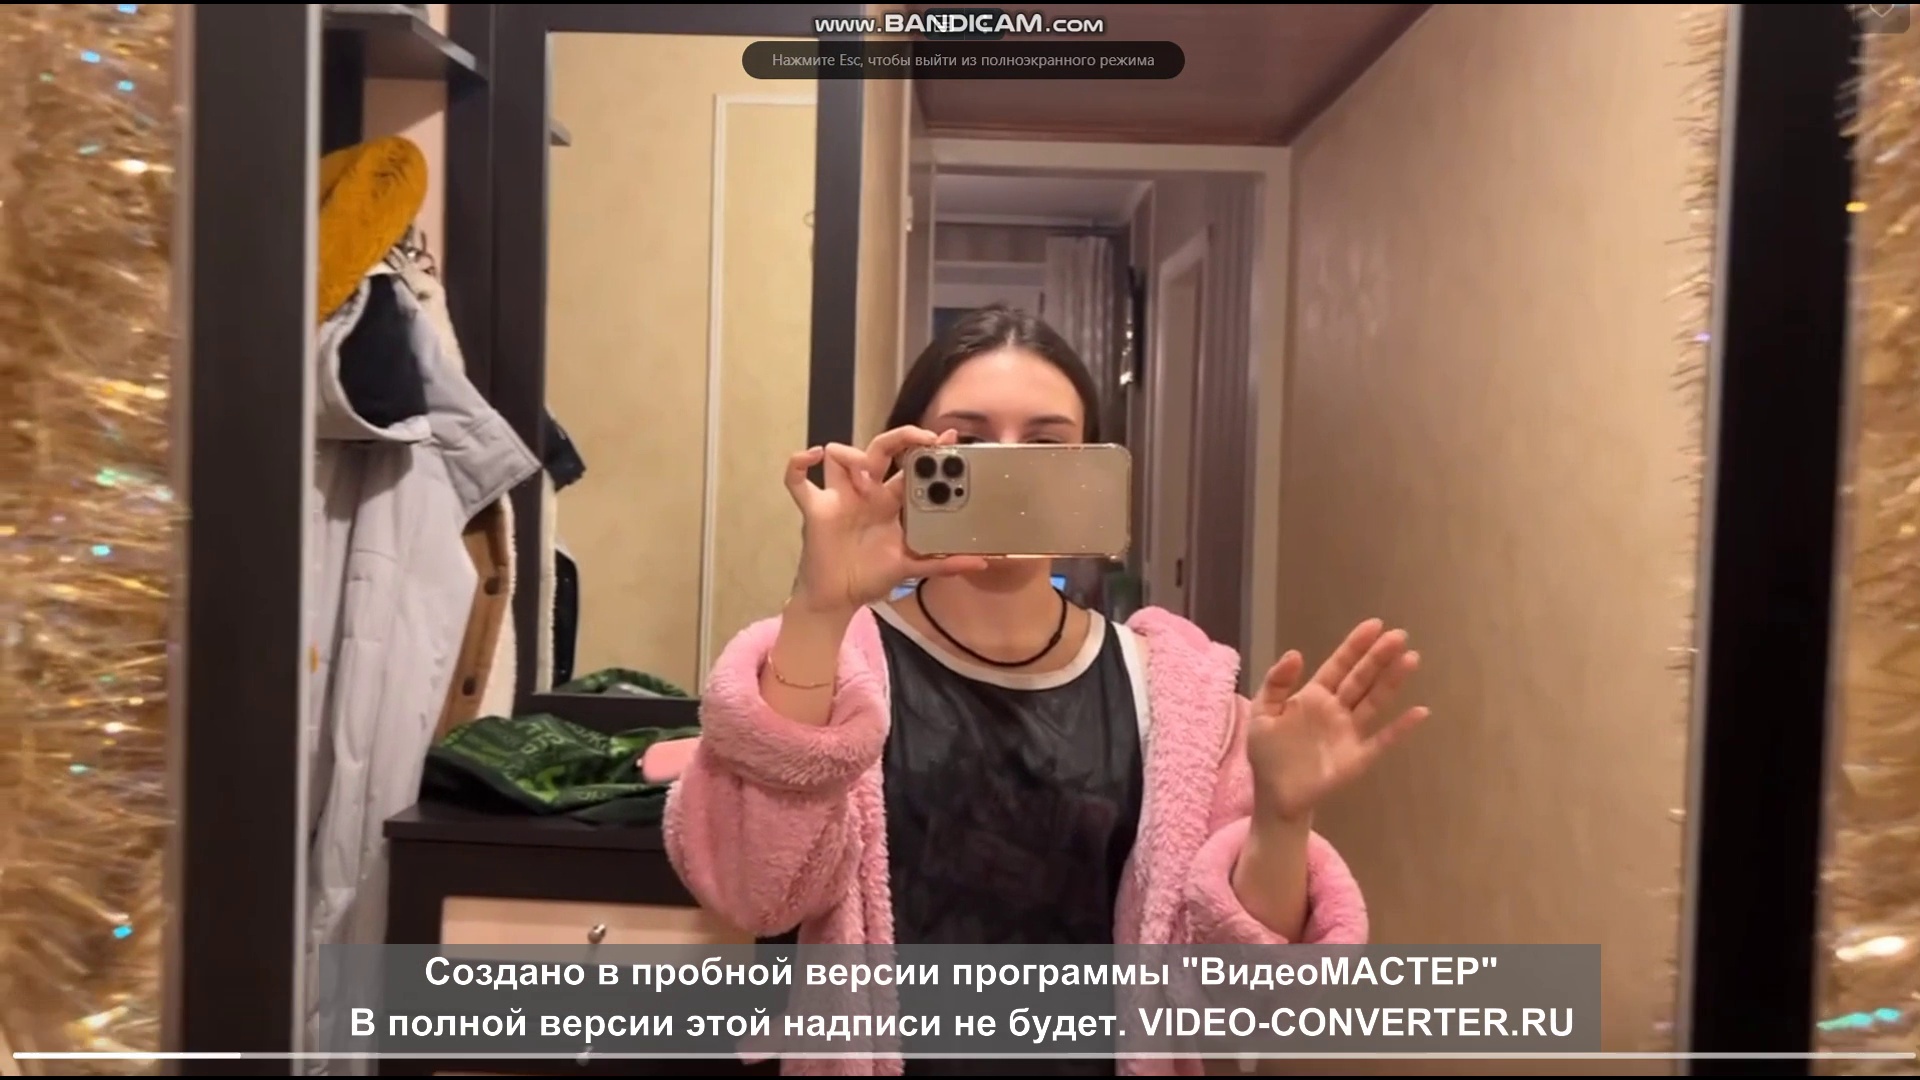 www.BANDICAM.com
Нажмите Esc, чтобы выйти из полноэкранного режима
Создано в пробной версии программы "ВидеоМАСТЕР"
В полной версии этой надписи не будет. VIDEO-CONVERTER.RU